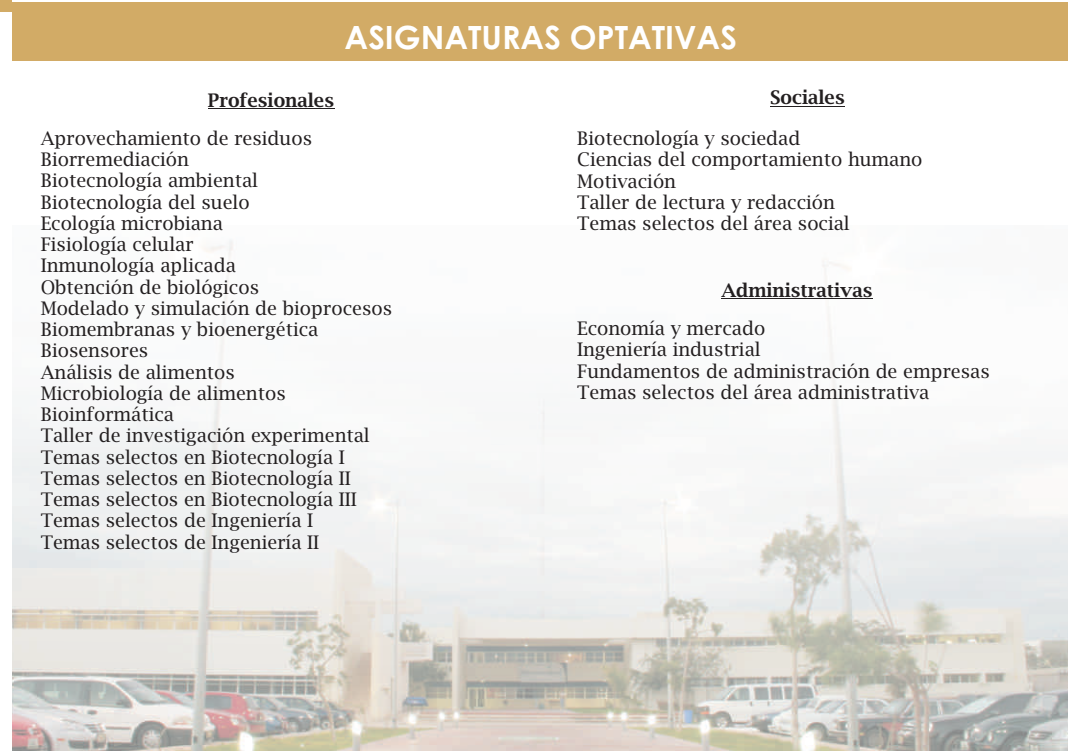 ASIGNATURAS OPTATIVAS
Profesionales
Aprovechamiento de residuos
Biorremediación
Biotecnología ambiental
Biotecnología del suelo
Ecología microbiana
Fisiología celular
Inmunología aplicada
Obtención de biológicos
Modelado y simulación de bioprocesos
Biomembranas y bioenergética
Biosensores
Análisis de alimentos
Microbiología de alimentos
Bioinformática
Taller de investigación experimental
Temas selectos en Biotecnología I
Temas selectos en Biotecnología II
Temas selectos en Biotecnología III
Temas selectos de Ingeniería I
Temas selectos de Ingeniería II
Sociales
Biotecnología y sociedad
Ciencias del comportamiento humano
Motivación
Taller de lectura y redacción
Temas selectos del área social
Administrativas
Economía y mercado
Ingeniería industrial
Fundamentos de administración de empresas
Temas selectos del área administrativa